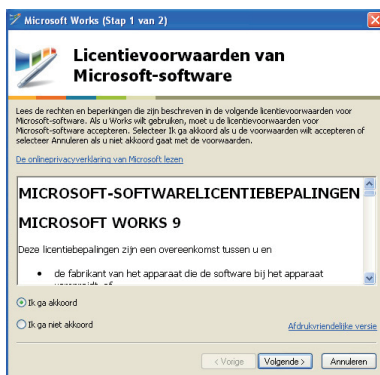 Microsoft Works (Stap 1 van 2)
Licentievoorwaarden van
Microsoft-software
Lees de rechten en beperkingen die zijn beschreven in de volgende licentievoorwaarden voor
Microsoft-software. Als u Works wilt gebruiken, moet u de licentievoorwaarden voor
Microsoft-software accepteren. Selecteer Ik ga akkoord als u de voorwaarden wilt accepteren of
selecteer Annuleren als u niet akkoord gaat met de voorwaarden.
De onlineprivacyverklaring van Microsoft lezen
MICROSOFT-SOFTWARELICENTIEBEPALINGEN
MICROSOFT WORKS 9
Deze licentiebepalingen zijn een overeenkomst tussen u en
• de fabrikant van het apparaat die de software bij het apparaat
Ik ga akkoord
Ik ga niet akkoord
Afdrukvriendelijke versie
< Vorige
Volgende >
Annuleren